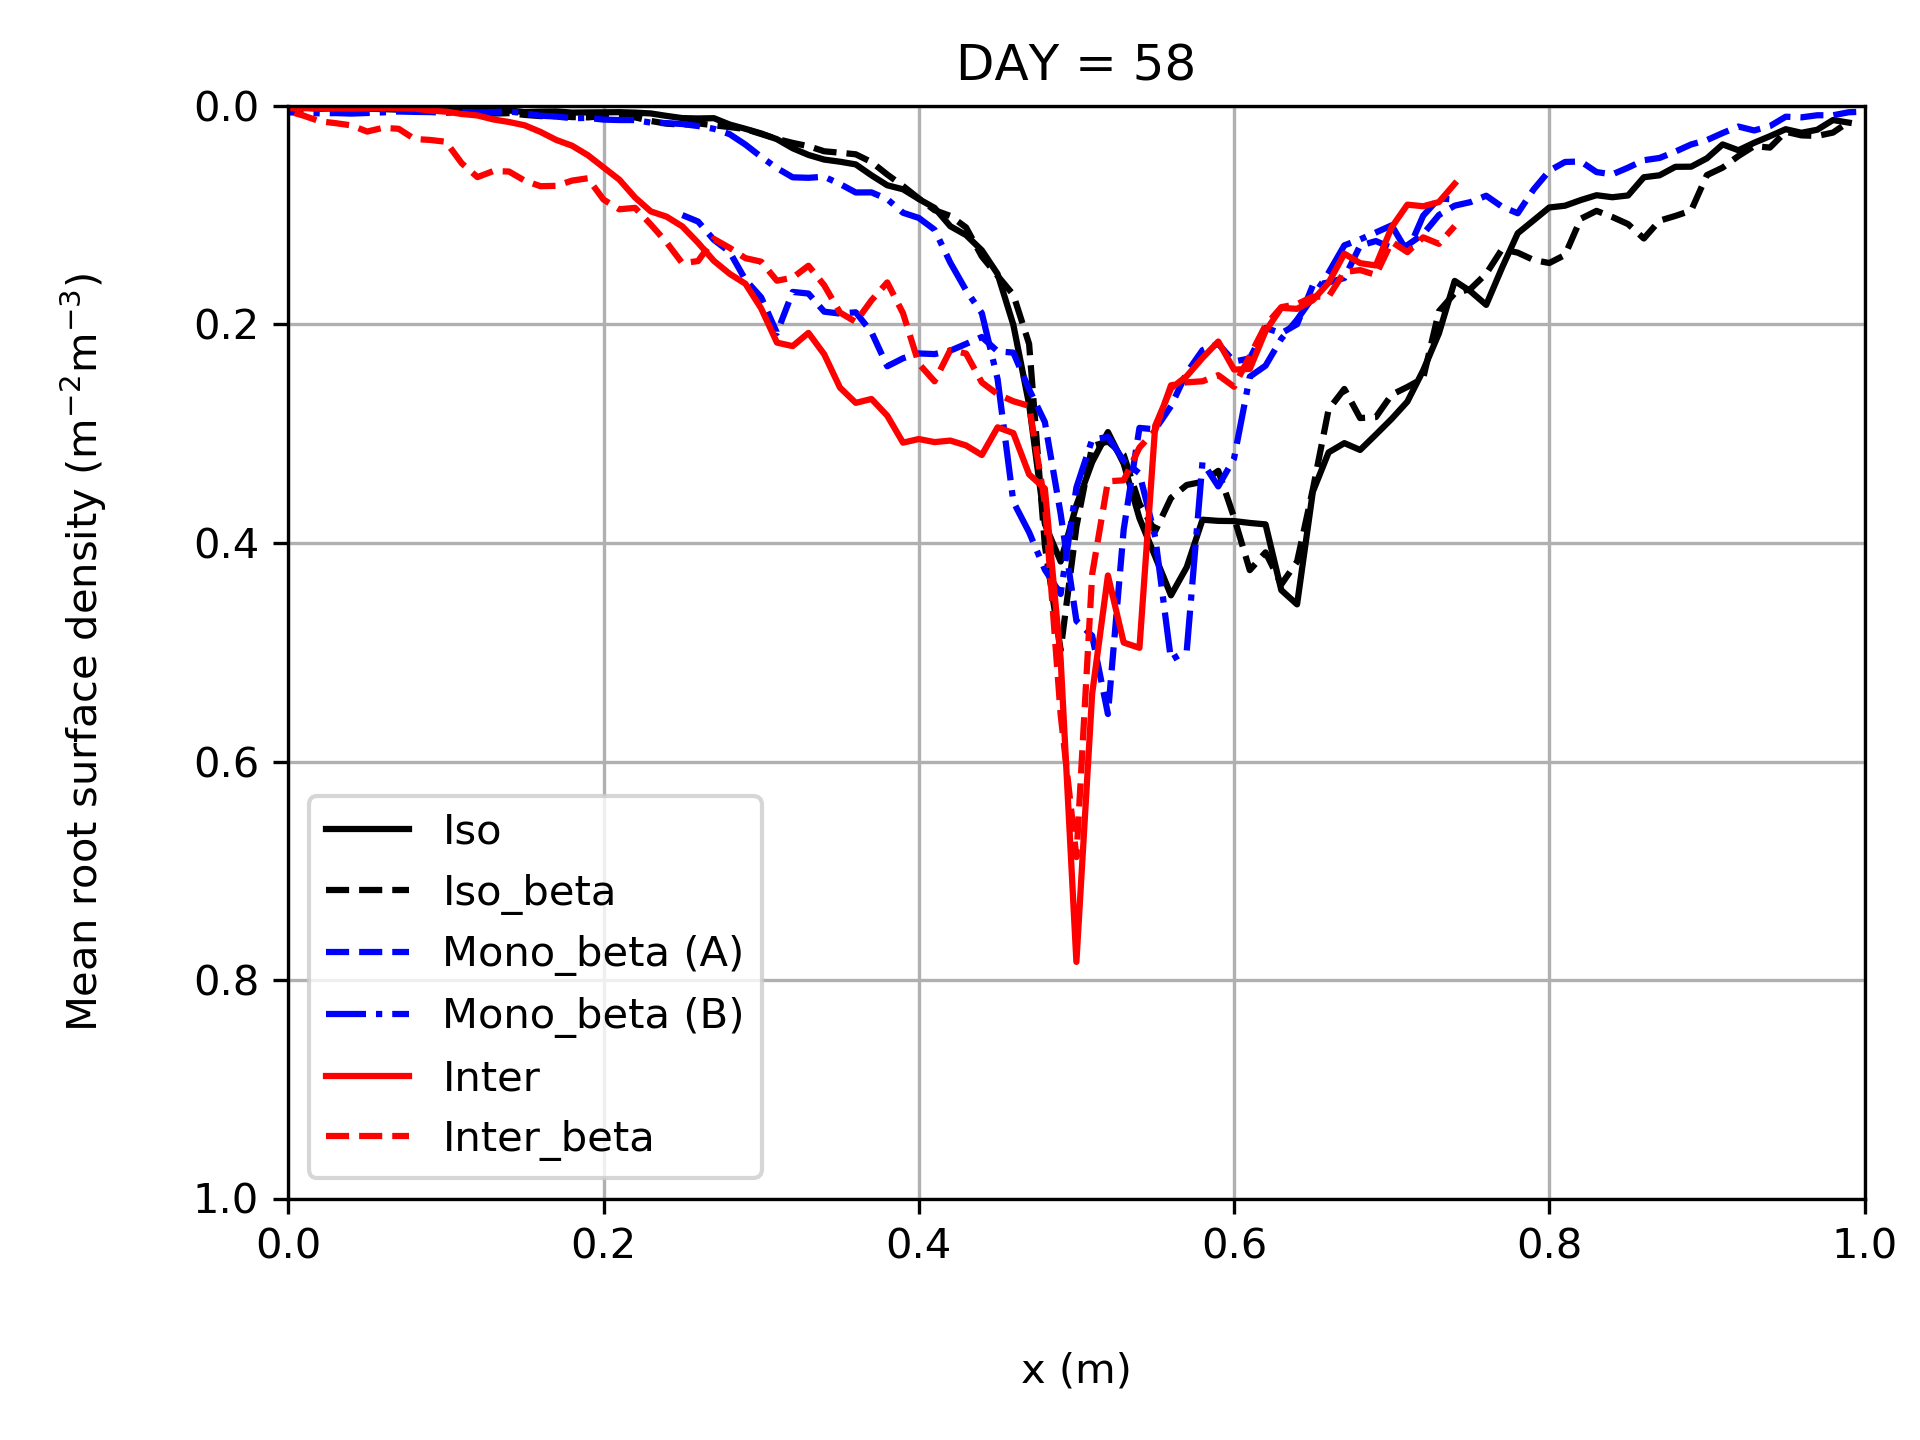 DAY = 58
0.0
0.2
0.4
0.6
0.8
1.0
Mean root surface density (m⁻²m⁻³)
Iso
Iso_beta
Mono_beta (A)
Mono_beta (B)
Inter
Inter_beta
0.0 0.2 0.4 0.6 0.8 1.0
x (m)